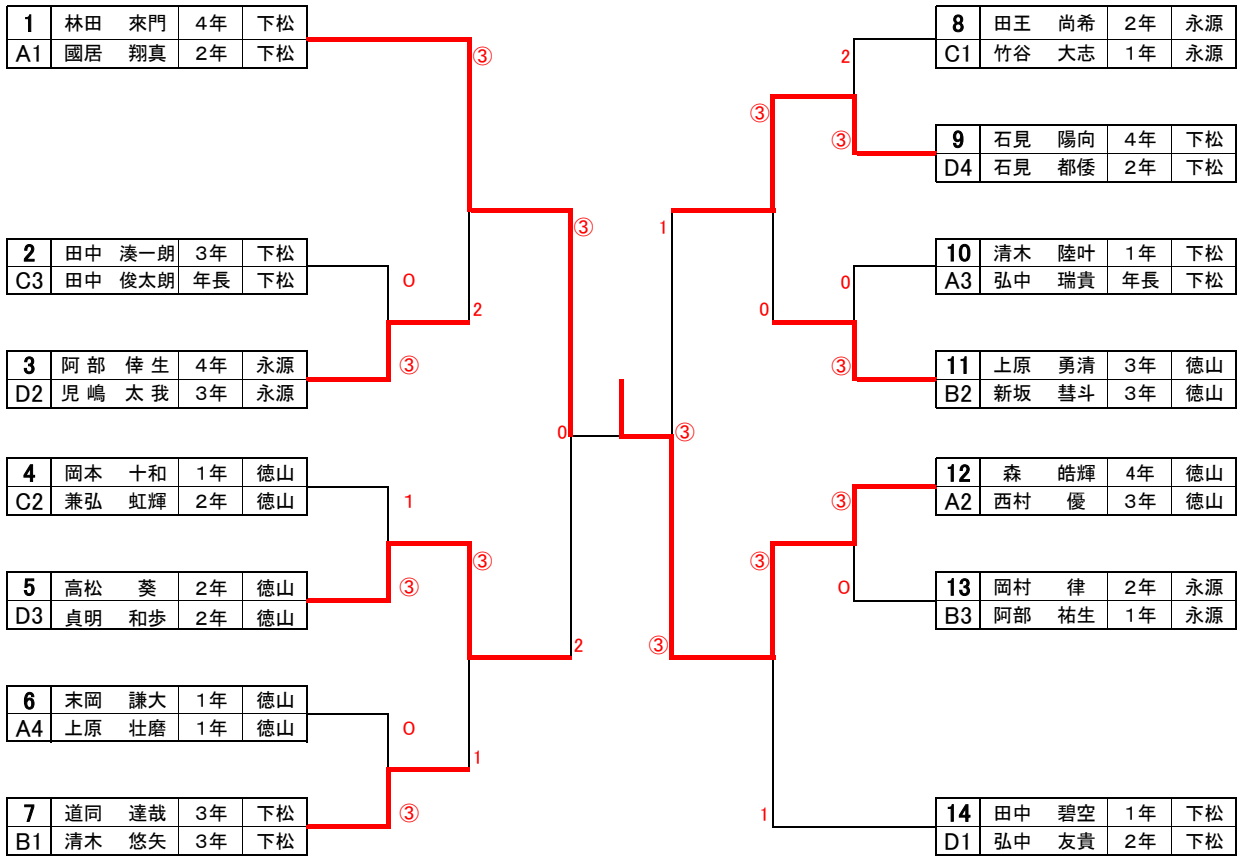 1 林田 來門 4年 下松
A1 國居 翔真 2年 下松
③
2 田中 湊一朗 3年 下松
C3 田中 俊太朗 年長 下松
0
2
③
3 阿部 倖生 4年 永源
D2 児嶋 太我 3年 永源
③
0
4 岡本 十和 1年 徳山
C2 兼弘 虹輝 2年 徳山
1
③
5 高松 葵 2年 徳山
D3 貞明 和歩 2年 徳山
③
2
6 末岡 謙大 1年 徳山
A4 上原 壮磨 1年 徳山
0
1
7 道同 達哉 3年 下松
B1 清木 悠矢 3年 下松
③
8 田王 尚希 2年 永源
C1 竹谷 大志 1年 永源
2
③
9 石見 陽向 4年 下松
D4 石見 都倭 2年 下松
③
1
10 清木 陸叶 1年 下松
A3 弘中 瑞貴 年長 下松
0
0
11 上原 勇清 3年 徳山
B2 新坂 彗斗 3年 徳山
③
③
12 森 皓輝 4年 徳山
A2 西村 優 3年 徳山
③
③
13 岡村 律 2年 永源
B3 阿部 祐生 1年 永源
0
③
14 田中 碧空 1年 下松
D1 弘中 友貴 2年 下松
1